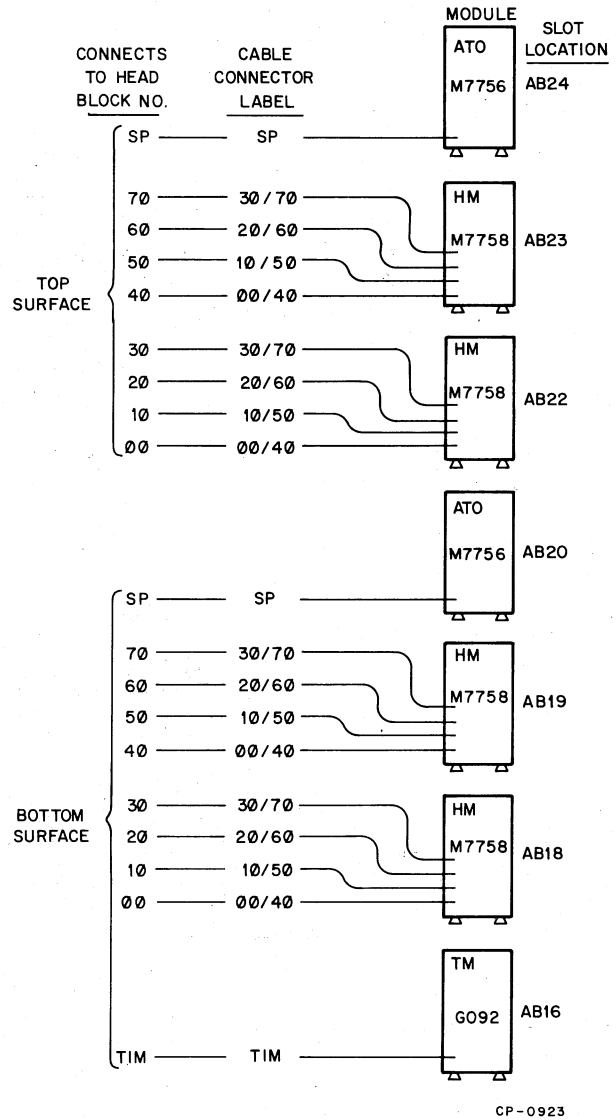 MODULE
SLOT LOCATION
CONNECTS TO HEAD BLOCK NO.
CABLE CONNECTOR LABEL
ATO
M7756
AB24
SP SP
TOP SURFACE
HM
M7758
AB23
70 30/70
60 20/60
50 10/50
40 00/40
HM
M7758
AB22
30 30/70
20 20/60
10 10/50
00 00/40
ATO
M7756
AB20
BOTTOM SURFACE
SP SP
HM
M7758
AB19
70 30/70
60 20/60
50 10/50
40 00/40
HM
M7758
AB18
30 30/70
20 20/60
10 10/50
00 00/40
TM
G092
AB16
TIM TIM
CP-0923